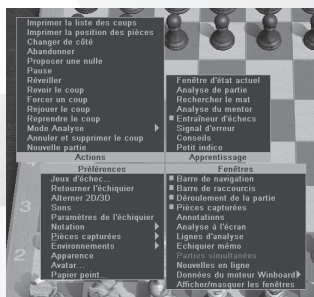 Imprimer la liste des coups
Imprimer la position des pièces
Changer de côté
Abandonner
Proposer une nulle
Pause
Réveiller
Revoir le coup
Forcer un coup
Rejouer le coup
Reprendre le coup
Mode Analyse
Annuler et supprimer le coup
Nouvelle partie
Actions
Fenêtre d'état actuel
Analyse de partie
Rechercher le mat
Analyse du mentor
Entraîneur d'échecs
Signal d'erreur
Conseils
Petit indice
Apprentissage
Préférences
Jeux d'échec...
Retourner l'échiquier
Alterner 2D/3D
Sons
Paramètres de l'échiquier
Notation
Pièces capturées
Environnements
Apparence
Avatar...
Papier peint...
Fenêtres
Barre de navigation
Barre de raccourcis
Déroulement de la partie
Pièces capturées
Annotations
Analyse à l'écran
Lignes d'analyse
Echiquier mémo
Parties simultanées
Nouvelles en ligne
Données du moteur Winboard
Afficher/masquer les fenêtres
3
2